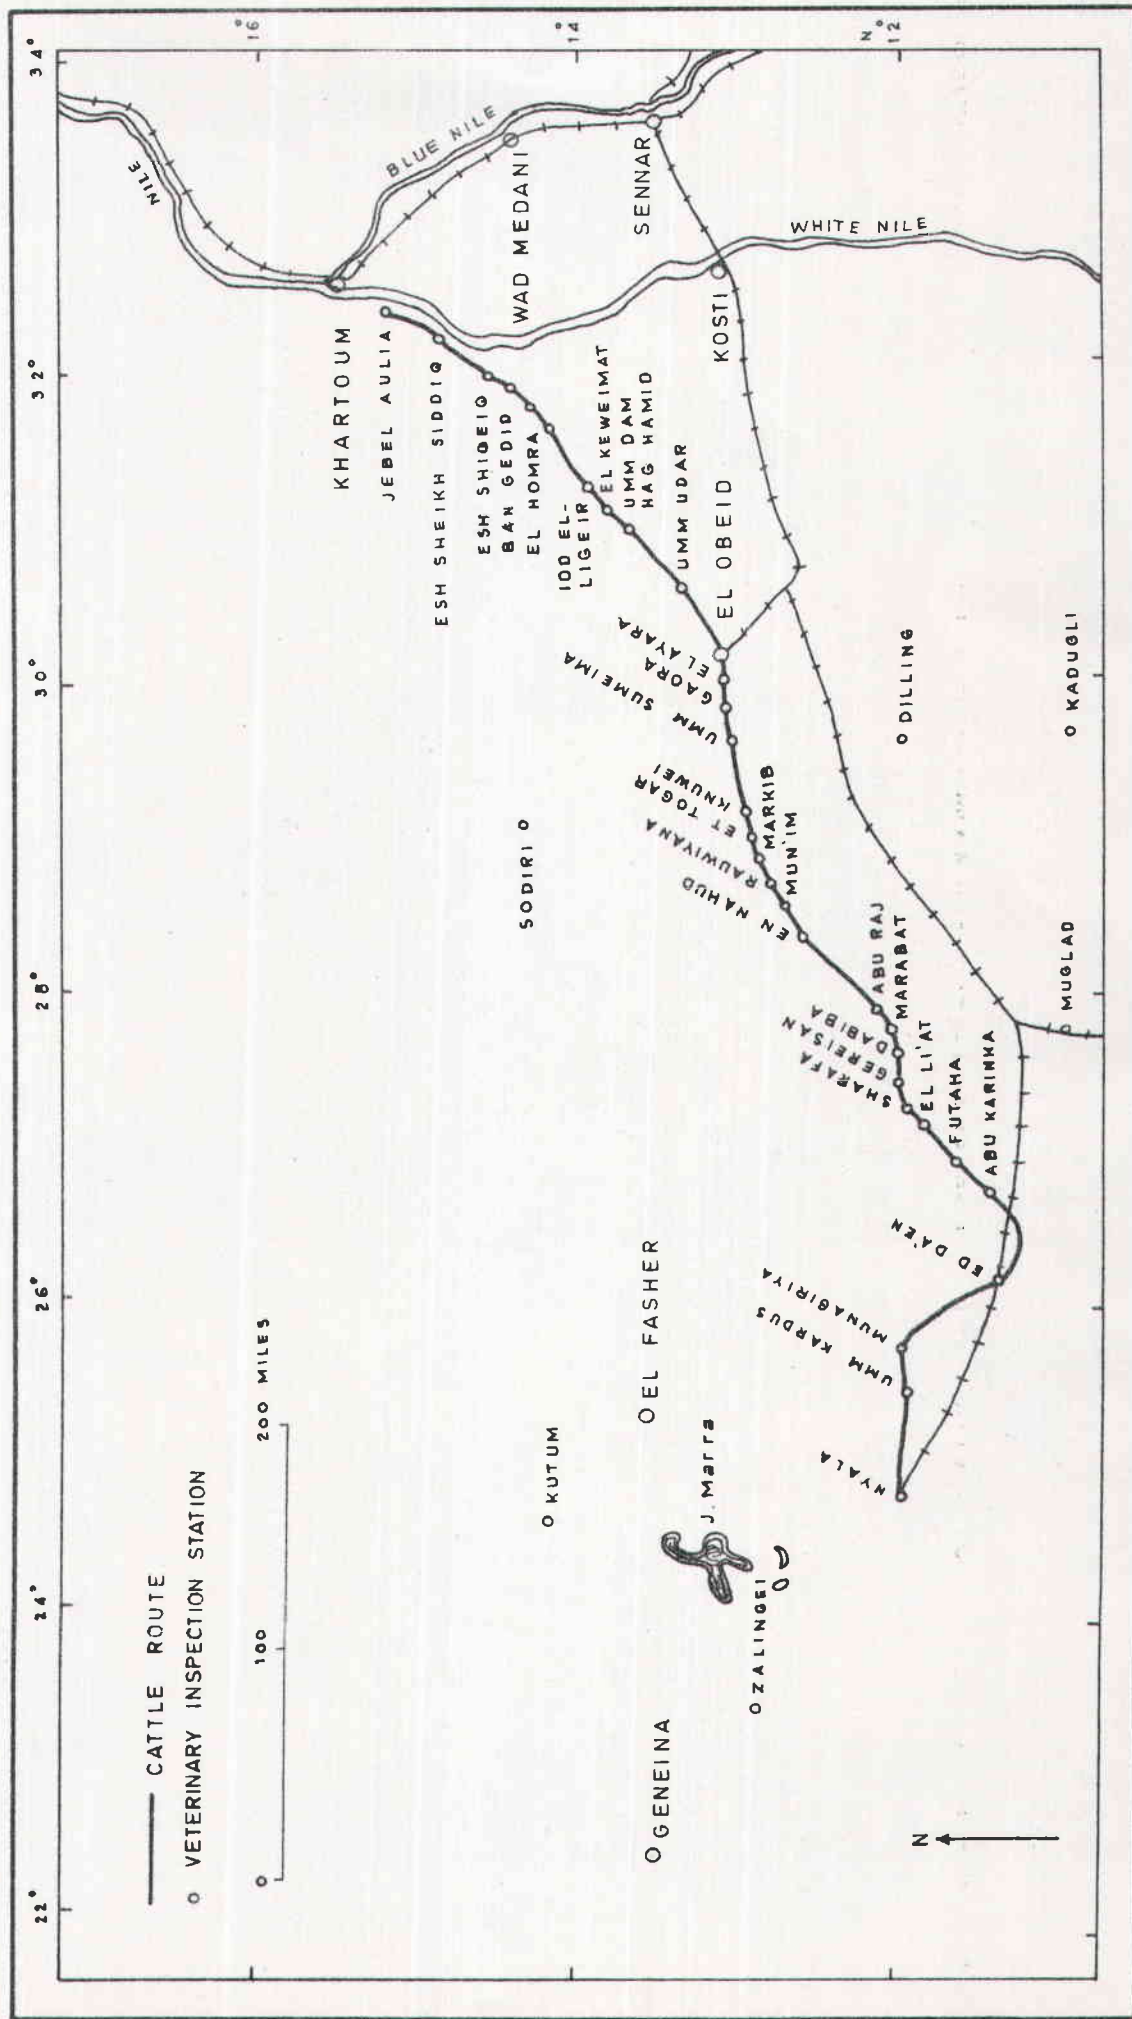 22°
24°
26°
28°
30°
32°
34°
16°
14°
12°
N°
CATTLE ROUTE
O VETERINARY INSPECTION STATION
0
100
200 MILES
N
NILE
BLUE NILE
WHITE NILE
KHARTOUM
JEBEL AULIA
ESH SHEIKH SIDDIQ
ESH SHIGEIQ
BAN GEDID
EL HOMRA
IDD EL-
LIGEIR
EL KEWEIMAT
UMM DAM
HAG HAMID
UMM UDAR
EL OBEID
WAD MEDANI
SENNAR
KOSTI
EL AYARA
GAORA
UMM SUMEIMA
KNUWEI
ET TOGAR
RAUWIYANA
MARKIB
MUN'IM
EN NAHUD
ABU RAJ
MARABAT
DABIBA
GEREISAN
SHARAFA
EL LI'AT
FUTAHA
ABU KARINKA
ED DA'EN
MUNAGIRIYA
UMM KARDUS
NYALA
SODIRI
DILLING
KADUGLI
MUGLAD
EL FASHER
KUTUM
J. Marra
ZALINGEI
GENEINA